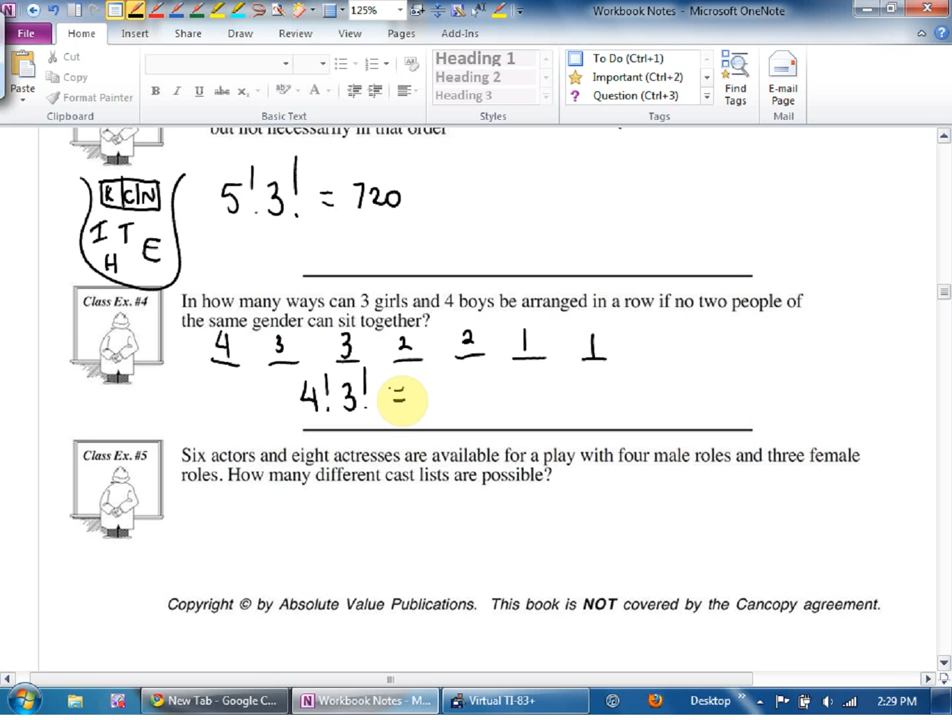 125%
Workbook Notes - Microsoft OneNote
File Home Insert Share Draw Review View Pages Add-Ins
Cut
Copy
Format Painter
Paste
Clipboard
B I U abc X₂ ab A
Basic Text
Heading 1
Heading 2
Heading 3
Styles
To Do (Ctrl+1)
Important (Ctrl+2)
? Question (Ctrl+3)
Tags
Find Tags
E-mail Page
Mail
but not necessarily in that order
R C N
I T E
H
5! 3! = 720
Class Ex. #4
In how many ways can 3 girls and 4 boys be arranged in a row if no two people of
the same gender can sit together?
4 3 3 2 2 1 1
4! 3! =
Class Ex. #5
Six actors and eight actresses are available for a play with four male roles and three female
roles. How many different cast lists are possible?
Copyright © by Absolute Value Publications. This book is NOT covered by the Cancopy agreement.
New Tab - Google C...
Workbook Notes - M...
Virtual TI-83+
Desktop
2:29 PM